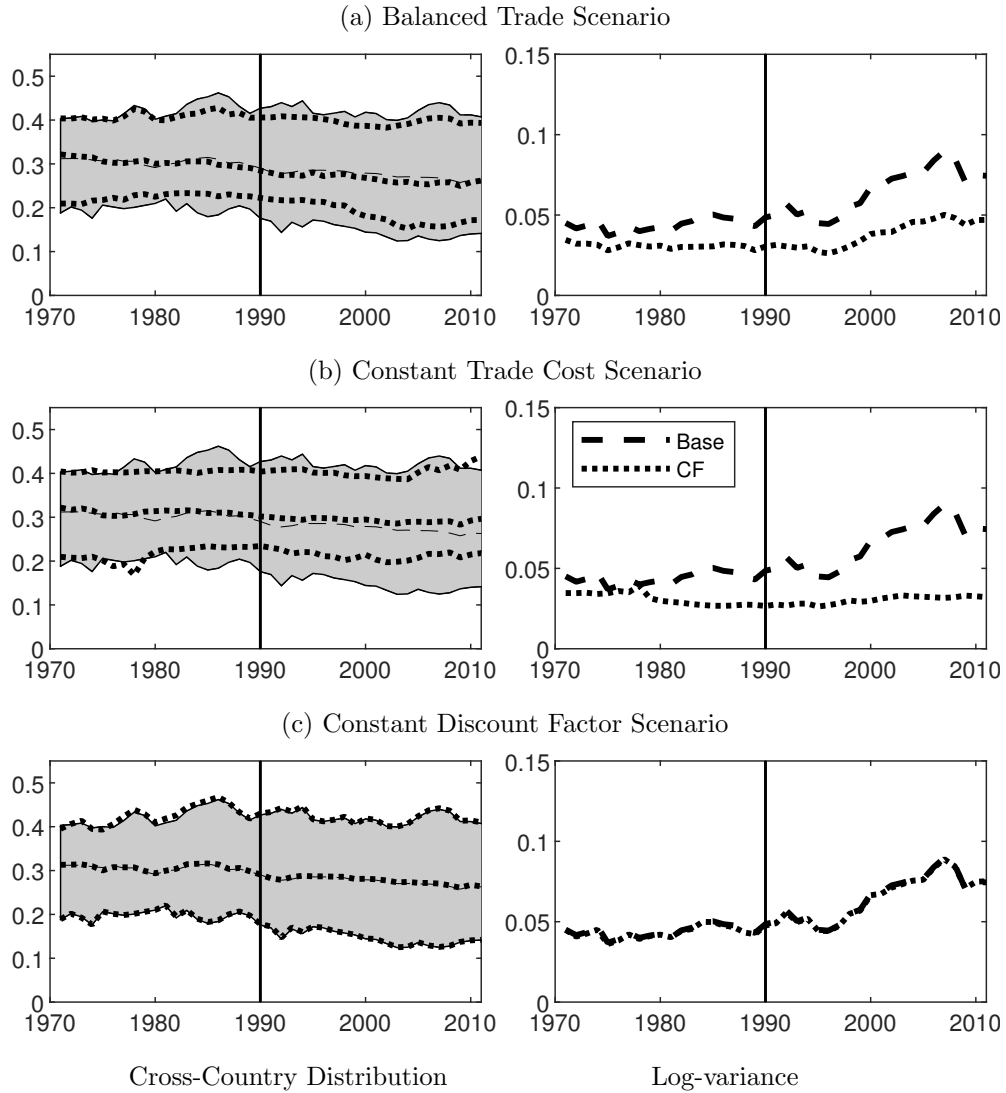 (a) Balanced Trade Scenario
0.5
0.4
0.3
0.2
0.1
0
1970 1980 1990 2000 2010
0.15
0.1
0.05
0
1970 1980 1990 2000 2010
(b) Constant Trade Cost Scenario
0.5
0.4
0.3
0.2
0.1
0
1970 1980 1990 2000 2010
0.15
0.1
0.05
0
1970 1980 1990 2000 2010
Base
CF
(c) Constant Discount Factor Scenario
0.5
0.4
0.3
0.2
0.1
0
1970 1980 1990 2000 2010
0.15
0.1
0.05
0
1970 1980 1990 2000 2010
Cross-Country Distribution
Log-variance